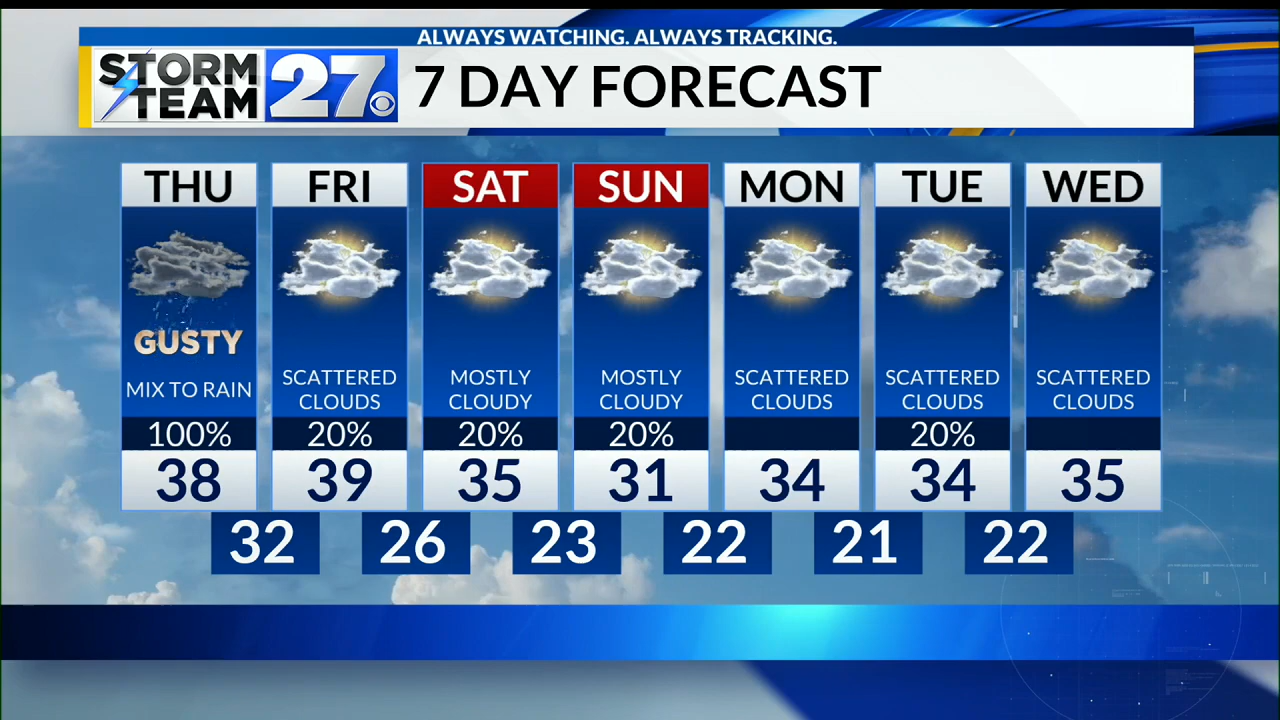 ALWAYS WATCHING. ALWAYS TRACKING.
STORM
TEAM
27
7 DAY FORECAST
THU FRI SAT SUN MON TUE WED
GUSTY
MIX TO RAIN
SCATTERED
CLOUDS
MOSTLY
CLOUDY
MOSTLY
CLOUDY
SCATTERED
CLOUDS
SCATTERED
CLOUDS
SCATTERED
CLOUDS
100% 20% 20% 20% 20%
38 39 35 31 34 34 35
32 26 23 22 21 22